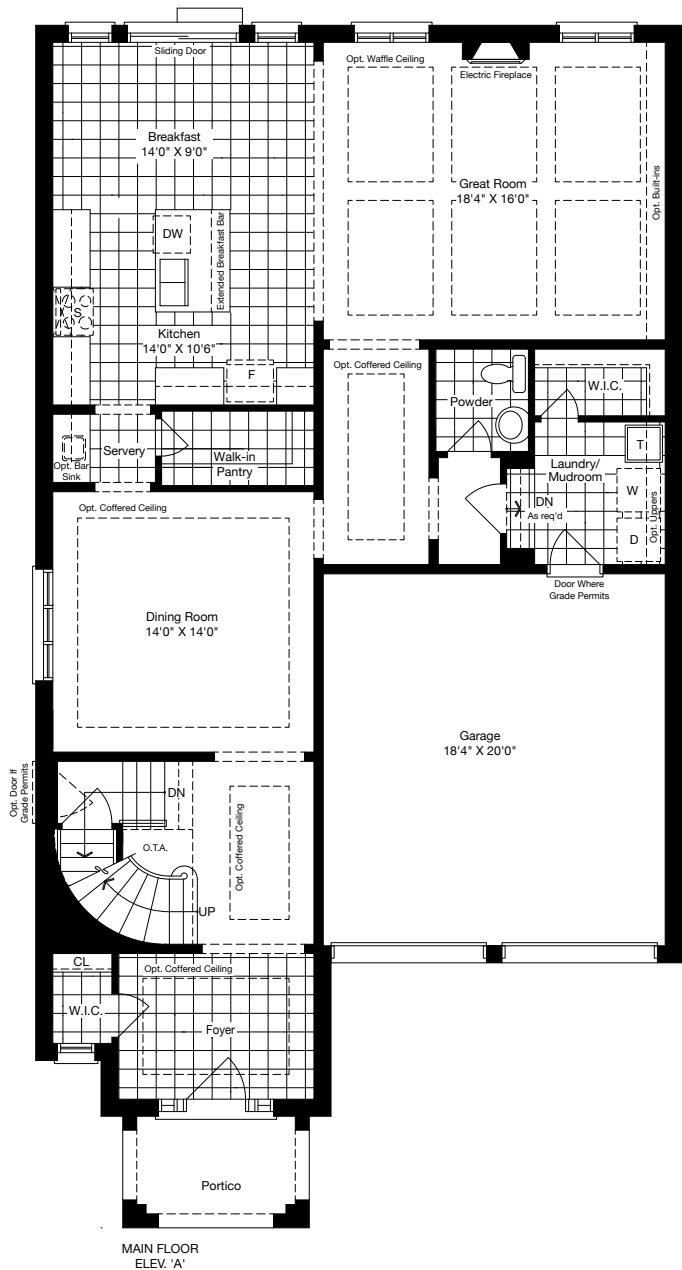 Sliding Door
Opt. Waffle Ceiling
Electric Fireplace
Breakfast
14'0" X 9'0"
Great Room
18'4" X 16'0"
Opt. Built-ins
DW
Extended Breakfast Bar
S
Kitchen
14'0" X 10'6"
F
Opt. Coffered Ceiling
Powder
W.I.C.
Servery
Opt. Bar
Sink
Walk-in
Pantry
Laundry/
Mudroom
T
W
D
Opt. Uppers
DN
As req'd
Door Where
Grade Permits
Opt. Coffered Ceiling
Dining Room
14'0" X 14'0"
Garage
18'4" X 20'0"
Opt. Door If
Grade Permits
DN
O.T.A.
UP
Opt. Coffered Ceiling
CL
W.I.C.
Opt. Coffered Ceiling
Foyer
Portico
MAIN FLOOR
ELEV. 'A'